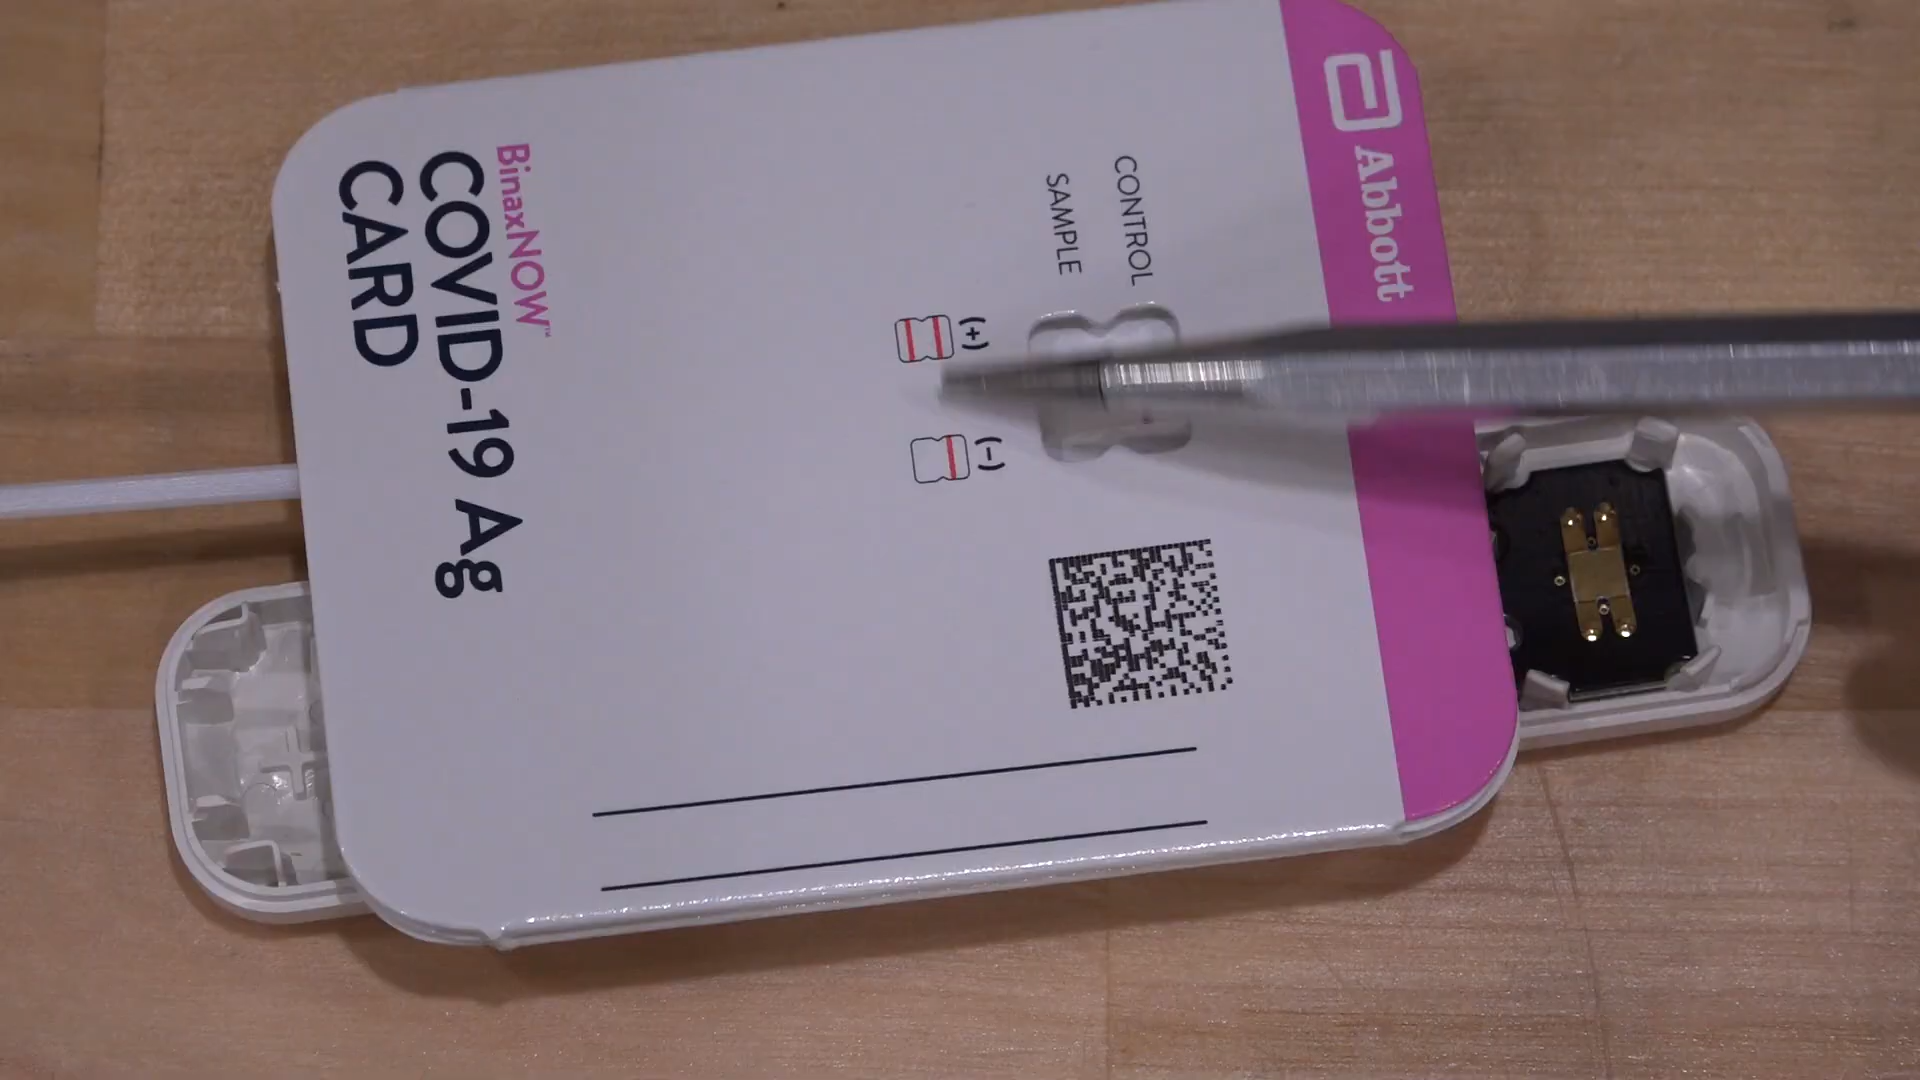 Abbott
CONTROL
SAMPLE
(+)
(-)
BinaxNOW™
COVID-19 Ag
CARD